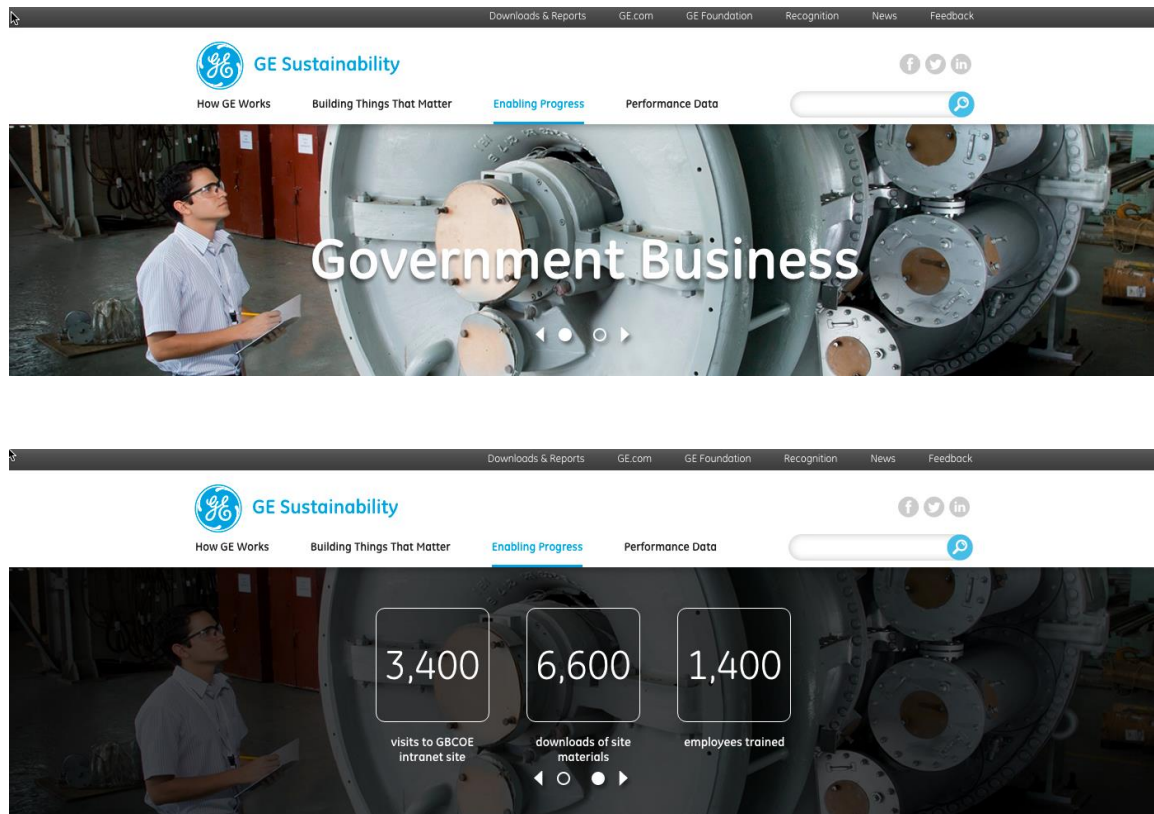 Downloads & Reports GE.com GE Foundation Recognition News Feedback
GE Sustainability
How GE Works Building Things That Matter Enabling Progress Performance Data
Government Business
Downloads & Reports GE.com GE Foundation Recognition News Feedback
GE Sustainability
How GE Works Building Things That Matter Enabling Progress Performance Data
3,400 6,600 1,400
visits to GBCOE downloads of site employees trained
intranet site materials